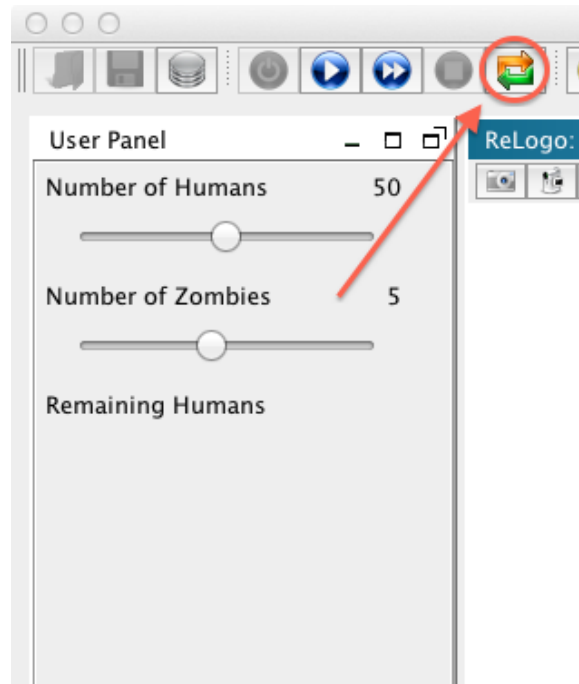 User Panel
ReLogo:
Number of Humans 50
Number of Zombies 5
Remaining Humans